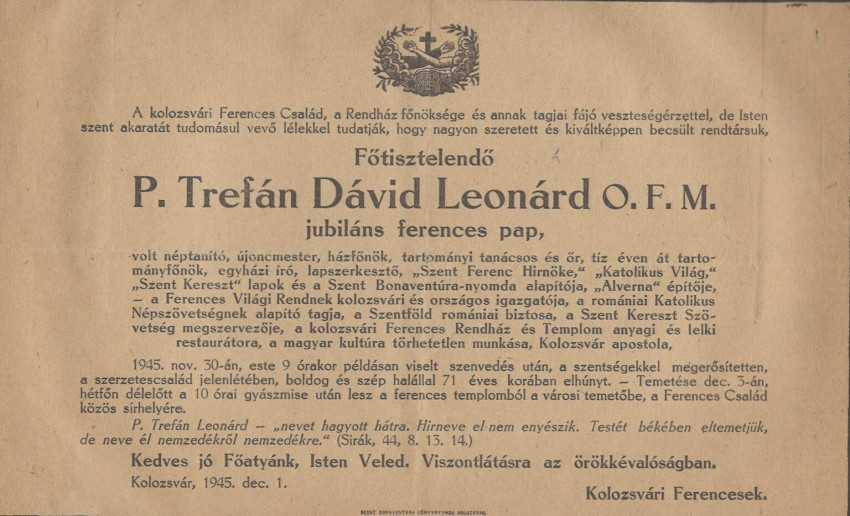 A kolozsvári Ferences Család, a Rendház főnöksége és annak tagjai fájó veszteségérzettel, de Isten
szent akaratát tudomásul vevő lélekkel tudatják, hogy nagyon szeretett és kiváltképpen becsült rendtársuk,
Főtisztelendő
P. Trefán Dávid Leonárd O. F. M.
jubiláns ferences pap,
volt néptanító, újoncmester, házfőnök, tartományi tanácsos és őr, tíz éven át tarto-
mányfőnök, egyházi író, lapszerkesztő, „Szent Ferenc Hirnöke,“ „Katolikus Világ,“
„Szent Kereszt“ lapok és a Szent Bonaventúra-nyomda alapítója, „Alverna“ építője,
— a Ferences Világi Rendnek kolozsvári és országos igazgatója, a romániai Katolikus
Népszövetségnek alapító tagja, a Szentföld romániai biztosa, a Szent Kereszt Szö-
vetség megszervezője, a kolozsvári Ferences Rendház és Templom anyagi és lelki
restaurátora, a magyar kultúra törhetetlen munkása, Kolozsvár apostola,
1945. nov. 30-án, este 9 órakor példásan viselt szenvedés után, a szentségekkel megerősítetten,
a szerzetescsalád jelenlétében, boldog és szép halállal 71 éves korában elhúnyt. — Temetése dec. 3-án,
hétfőn délelőtt a 10 órai gyászmise után lesz a ferences templomból a városi temetőbe, a Ferences Család
közös sírhelyére.
P. Trefán Leonárd — „nevet hagyott hátra. Hirneve el nem enyészik. Testét békében eltemetjük,
de neve él nemzedékről nemzedékre.“ (Sirák, 44, 8. 13. 14.)
Kedves jó Főatyánk, Isten Veled. Viszontlátásra az örökkévalóságban.
Kolozsvár, 1945. dec. 1.
Kolozsvári Ferencesek.
SZENT BONAVENTURA KÖNYVNYOMDA KOLOZSVÁR.